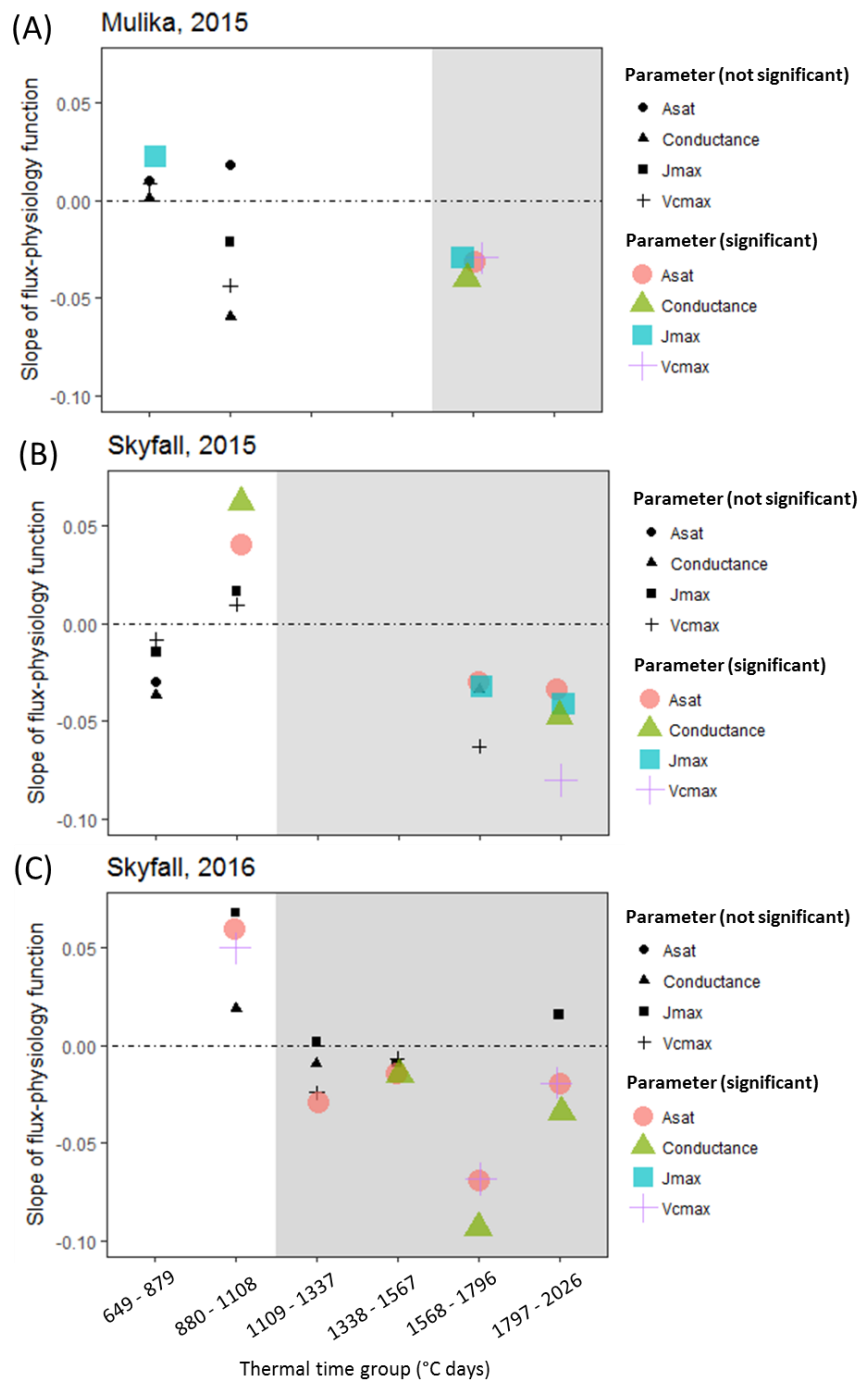 (A)
Mulika, 2015
Slope of flux-physiology function
0.05
0.00
-0.05
-0.10
Parameter (not significant)
Asat
Conductance
Jmax
Vcmax
Parameter (significant)
Asat
Conductance
Jmax
Vcmax
(B)
Skyfall, 2015
Slope of flux-physiology function
0.05
0.00
-0.05
-0.10
Parameter (not significant)
Asat
Conductance
Jmax
Vcmax
Parameter (significant)
Asat
Conductance
Jmax
Vcmax
(C)
Skyfall, 2016
Slope of flux-physiology function
0.05
0.00
-0.05
-0.10
Parameter (not significant)
Asat
Conductance
Jmax
Vcmax
Parameter (significant)
Asat
Conductance
Jmax
Vcmax
649 - 879
880 - 1108
1109 - 1337
1338 - 1567
1568 - 1796
1797 - 2026
Thermal time group (°C days)